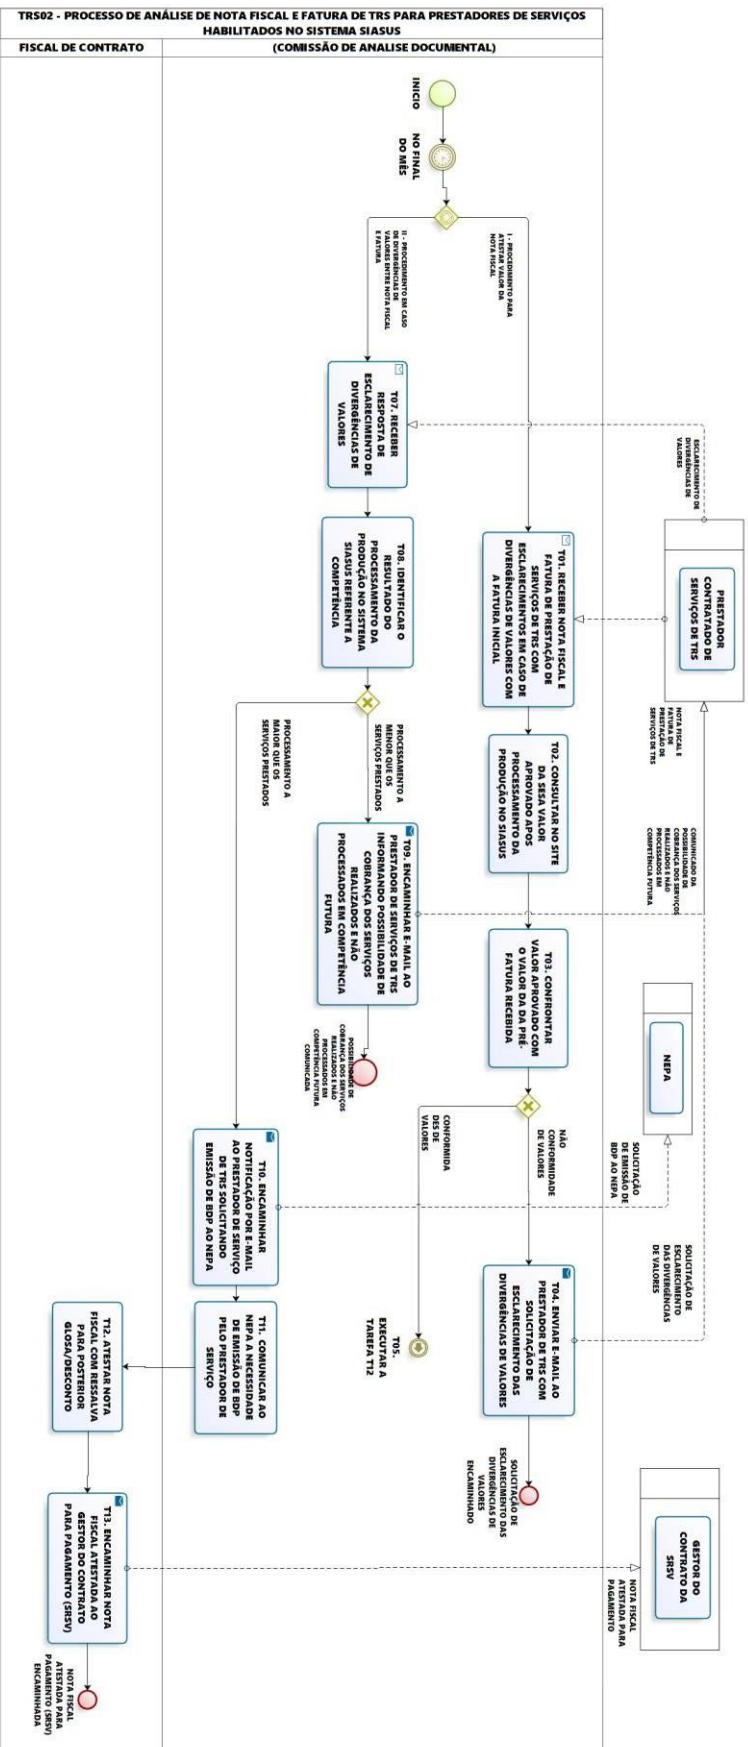 TRS02 - PROCESSO DE ANÁLISE DE NOTA FISCAL E FATURA DE TRS PARA PRESTADORES DE SERVIÇOS
HABILITADOS NO SISTEMA SIASUS
FISCAL DE CONTRATO
(COMISSÃO DE ANALISE DOCUMENTAL)
INICIO
NO FINAL
DO MÊS
I - PROCEDIMENTO PARA
ATESTAR VALOR DA
NOTA FISCAL
II - PROCEDIMENTO EM CASO
DE DIVERGÊNCIAS DE
VALORES ENTRE NOTA FISCAL
E FATURA
T07. RECEBER
RESPOSTA DE
ESCLARECIMENTO DE
DIVERGÊNCIAS DE
VALORES
ESCLARECIMENTO DE
DIVERGÊNCIAS DE
VALORES
PRESTADOR
CONTRATADO DE
SERVIÇOS DE TRS
T01. RECEBER NOTA FISCAL E
FATURA DE PRESTAÇÃO DE
SERVIÇOS DE TRS COM
ESCLARECIMENTOS EM CASO DE
DIVERGÊNCIAS DE VALORES COM
A FATURA INICIAL
T08. IDENTIFICAR O
RESULTADO DO
PROCESSAMENTO DA
PRODUÇÃO NO SISTEMA
SIASUS REFERENTE A
COMPETÊNCIA
NOTA FISCAL E
FATURA DE
PRESTAÇÃO DE
SERVIÇOS DE TRS
T02. CONSULTAR NO SITE
DA SESA VALOR
APROVADO APOS
PROCESSAMENTO DA
PRODUÇÃO NO SIASUS
PROCESSAMENTO A
MENOR QUE OS
SERVIÇOS PRESTADOS
PROCESSAMENTO A
MAIOR QUE OS
SERVIÇOS PRESTADOS
COMUNICADO DA
POSSIBILIDADE DE
COBRANÇA DOS SERVIÇOS
REALIZADOS E NÃO
PROCESSADOS EM
COMPETÊNCIA FUTURA
T09. ENCAMINHAR E-MAIL AO
PRESTADOR DE SERVIÇOS DE TRS
INFORMANDO POSSIBILIDADE DE
COBRANÇA DOS SERVIÇOS
REALIZADOS E NÃO
PROCESSADOS EM COMPETÊNCIA
FUTURA
T03. CONFRONTAR
VALOR APROVADO COM
O VALOR DA DA PRÉ-
FATURA RECEBIDA
NEPA
POSSIBILIDADE DE
COBRANÇA DOS SERVIÇOS
REALIZADOS E NÃO
PROCESSADOS EM
COMPETÊNCIA FUTURA
COMUNICADA
NÃO
CONFORMIDADE
DE VALORES
CONFORMIDA
DES DE
VALORES
SOLICITAÇÃO
DE EMISSÃO DE
BDP AO NEPA
T10. ENCAMINHAR
NOTIFICAÇÃO POR E-MAIL
AO PRESTADOR DE SERVIÇO
DE TRS SOLICITANDO
EMISSÃO DE BDP AO NEPA
SOLICITAÇÃO DE
ESCLARECIMENTO
DAS DIVERGÊNCIAS
DE VALORES
T04. ENVIAR E-MAIL AO
PRESTADOR DE TRS COM
SOLICITAÇÃO DE
ESCLARECIMENTO DAS
DIVERGÊNCIAS DE VALORES
T05.
EXECUTAR A
TAREFA T12
T11. COMUNICAR AO
NEPA A NECESSIDADE
DE EMISSÃO DE BDP
PELO PRESTADOR DE
SERVIÇO
T12. ATESTAR NOTA
FISCAL COM RESSALVA
PARA POSTERIOR
GLOSA/DESCONTO
SOLICITAÇÃO DE
ESCLARECIMENTO DAS
DIVERGÊNCIAS DE
VALORES
ENCAMINHADO
T13. ENCAMINHAR NOTA
FISCAL ATESTADA AO
GESTOR DO CONTRATO
PARA PAGAMENTO (SRSV)
GESTOR DO
CONTRATO DA
SRSV
NOTA FISCAL
ATESTADA PARA
PAGAMENTO
NOTA FISCAL
ATESTADA PARA
PAGAMENTO (SRSV)
ENCAMINHADA